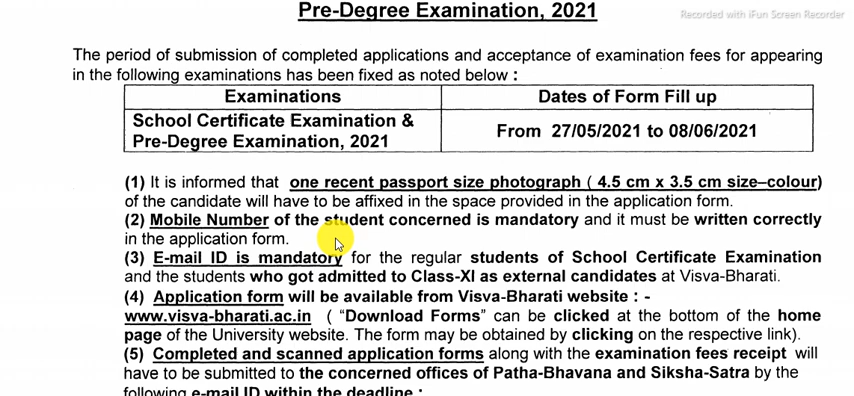 Pre-Degree Examination, 2021
Recorded with iFun Screen Recorder
The period of submission of completed applications and acceptance of examination fees for appearing
in the following examinations has been fixed as noted below :
Examinations
Dates of Form Fill up
School Certificate Examination &
Pre-Degree Examination, 2021
From 27/05/2021 to 08/06/2021
(1) It is informed that one recent passport size photograph ( 4.5 cm x 3.5 cm size–colour)
of the candidate will have to be affixed in the space provided in the application form.
(2) Mobile Number of the student concerned is mandatory and it must be written correctly
in the application form.
(3) E-mail ID is mandatory for the regular students of School Certificate Examination
and the students who got admitted to Class-XI as external candidates at Visva-Bharati.
(4) Application form will be available from Visva-Bharati website : -
www.visva-bharati.ac.in ( “Download Forms” can be clicked at the bottom of the home
page of the University website. The form may be obtained by clicking on the respective link).
(5) Completed and scanned application forms along with the examination fees receipt will
have to be submitted to the concerned offices of Patha-Bhavana and Siksha-Satra by the
following e-mail ID within the deadline :